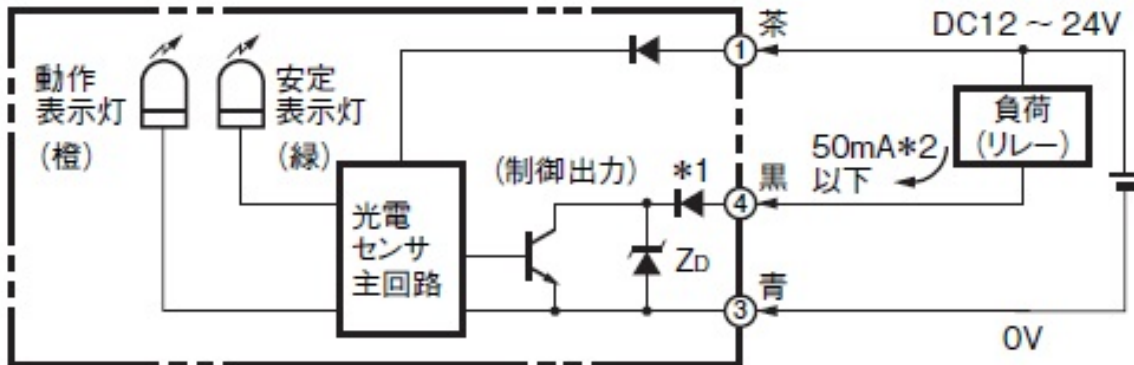 動作
表示灯
(橙)
安定
表示灯
(緑)
光電
センサ
主回路
(制御出力)
*1
ZD
1
茶
4
黒
3
青
DC12 ~ 24V
負荷
(リレー)
50mA*2
以下
0V